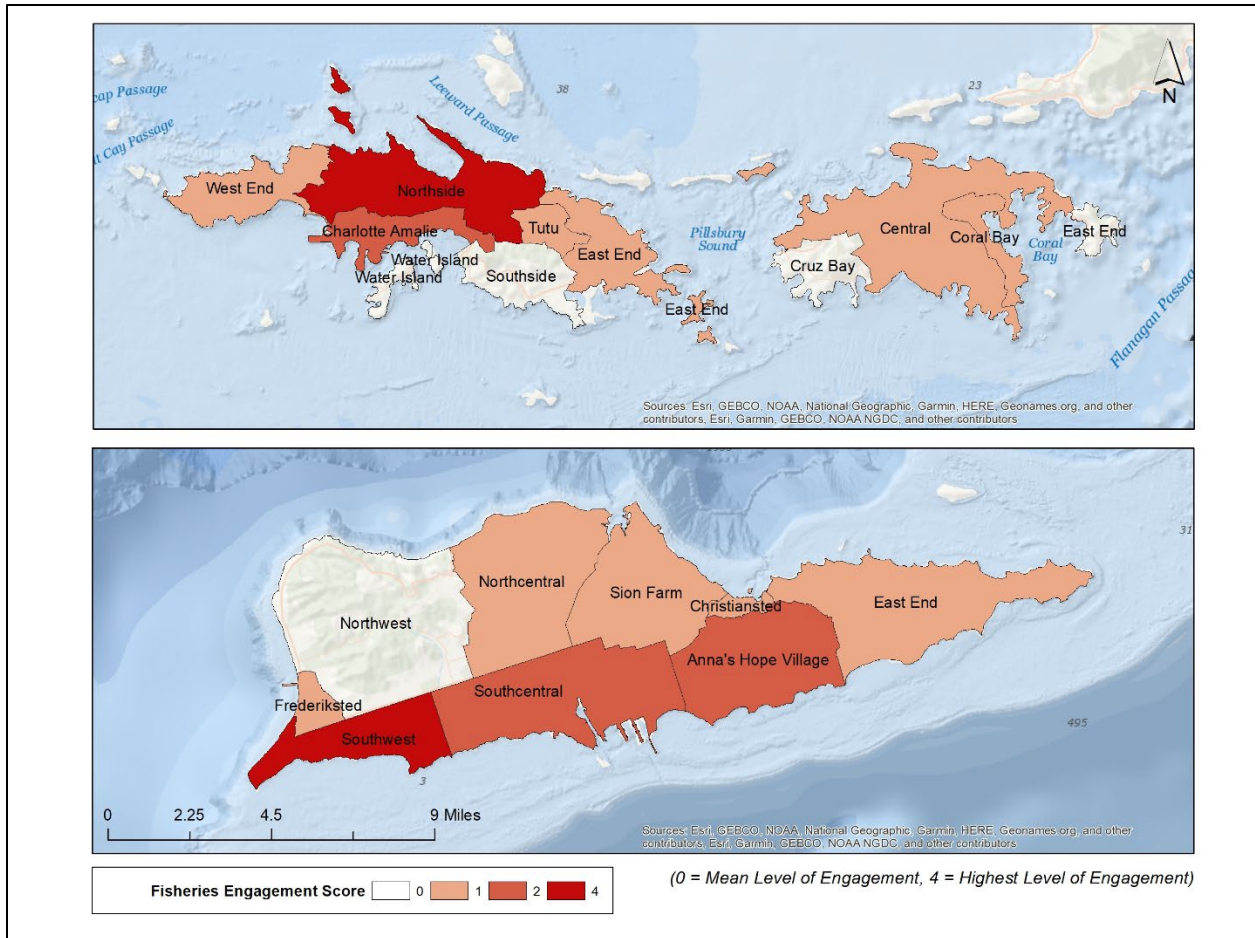 cap Passage
at Cay Passage
Leeward Passage
38
23
N
West End
Northside
Charlotte Amalie
Tutu
Water Island
Water Island
Southside
East End
East End
Pillsbury
Sound
Cruz Bay
Central
Coral Bay
Coral
Bay
East End
Flanagan Passag
Sources: Esri, GEBCO, NOAA, National Geographic, Garmin, HERE, Geonames.org, and other
contributors, Esri, Garmin, GEBCO, NOAA NGDC, and other contributors
31
Northwest
Northcentral
Sion Farm
Christiansted
East End
Anna's Hope Village
Southcentral
Frederiksted
Southwest
495
3
0 2.25 4.5 9 Miles
Sources: Esri, GEBCO, NOAA, National Geographic, Garmin, HERE, Geonames.org, and other
contributors, Esri, Garmin, GEBCO, NOAA NGDC, and other contributors
Fisheries Engagement Score 0 1 2 4
(0 = Mean Level of Engagement, 4 = Highest Level of Engagement)